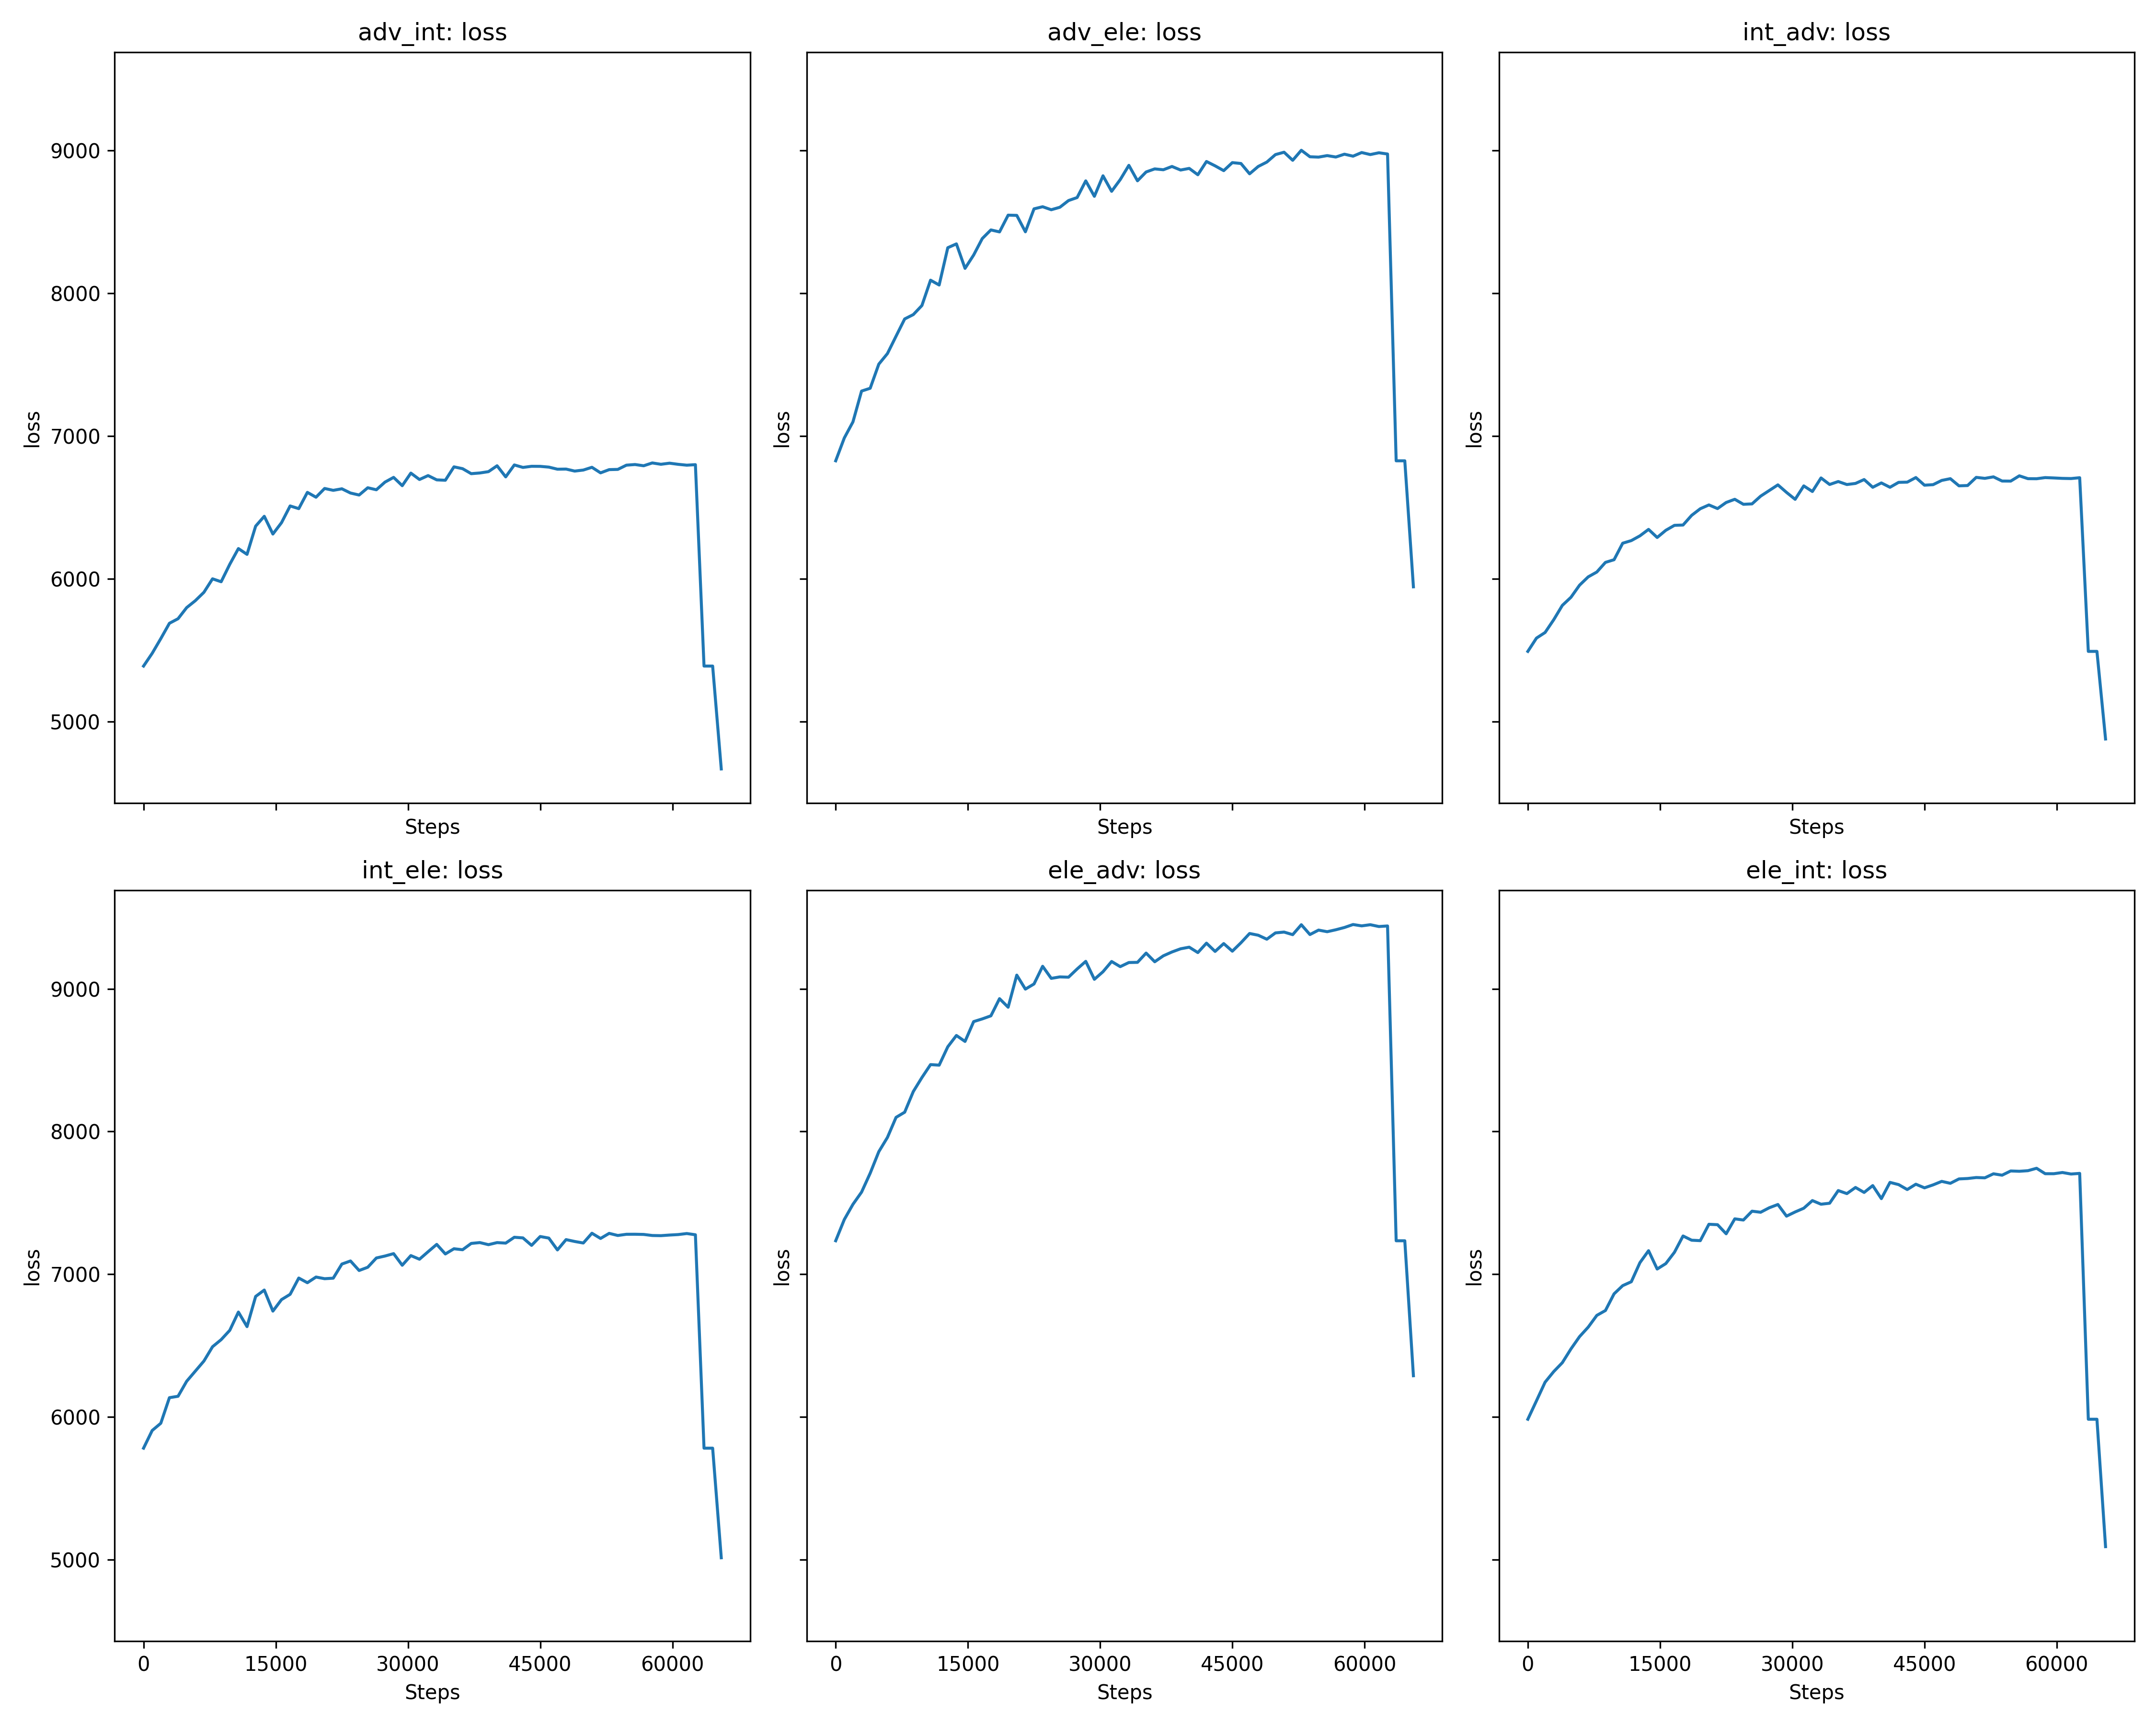 adv_int: loss
adv_ele: loss
int_adv: loss
9000
8000
7000
6000
5000
loss
loss
loss
Steps
Steps
Steps
int_ele: loss
ele_adv: loss
ele_int: loss
9000
8000
7000
6000
5000
loss
loss
loss
0 15000 30000 45000 60000
0 15000 30000 45000 60000
0 15000 30000 45000 60000
Steps
Steps
Steps